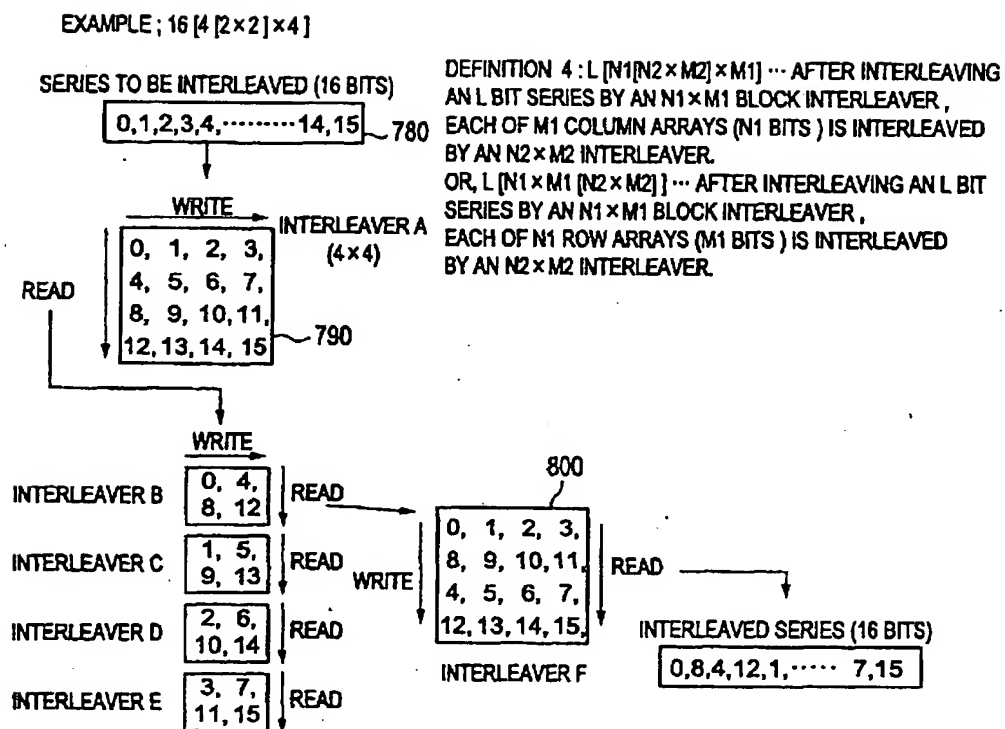 EXAMPLE ; 16 [4 [2×2] ×4 ]
SERIES TO BE INTERLEAVED (16 BITS)
0,1,2,3,4,·········14,15
780
DEFINITION 4 : L [N1[N2×M2]×M1] ··· AFTER INTERLEAVING
AN L BIT SERIES BY AN N1×M1 BLOCK INTERLEAVER ,
EACH OF M1 COLUMN ARRAYS (N1 BITS ) IS INTERLEAVED
BY AN N2×M2 INTERLEAVER.
OR, L [N1×M1 [N2×M2] ] ··· AFTER INTERLEAVING AN L BIT
SERIES BY AN N1×M1 BLOCK INTERLEAVER ,
EACH OF N1 ROW ARRAYS (M1 BITS ) IS INTERLEAVED
BY AN N2×M2 INTERLEAVER.
WRITE
INTERLEAVER A
(4×4)
0, 1, 2, 3,
4, 5, 6, 7,
8, 9, 10,11,
12,13,14, 15
READ
790
WRITE
INTERLEAVER B
0, 4,
8, 12
READ
INTERLEAVER C
1, 5,
9, 13
READ
INTERLEAVER D
2, 6,
10,14
READ
INTERLEAVER E
3, 7,
11,15
READ
800
WRITE
0, 1, 2, 3,
8, 9, 10,11,
4, 5, 6, 7,
12,13,14,15,
READ
INTERLEAVER F
INTERLEAVED SERIES (16 BITS)
0,8,4,12,1,····· 7,15